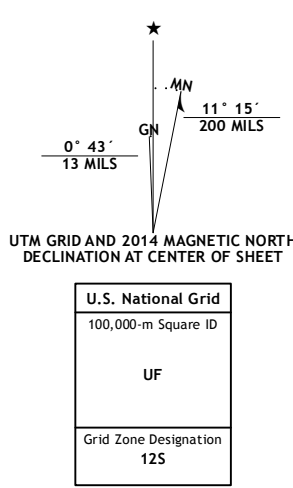 ★
MN
11° 15´
200 MILS
GN
0° 43´
13 MILS
UTM GRID AND 2014 MAGNETIC NORTH
DECLINATION AT CENTER OF SHEET
U.S. National Grid
100,000-m Square ID
UF
Grid Zone Designation
12S